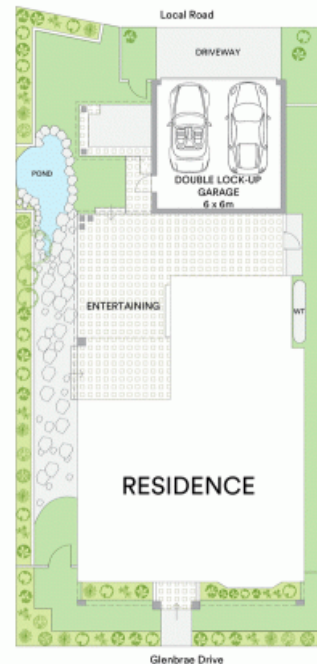 Local Road
DRIVEWAY
POND
DOUBLE LOCK-UP
GARAGE
6 x 6m
ENTERTAINING
WT
RESIDENCE
Glenbrae Drive